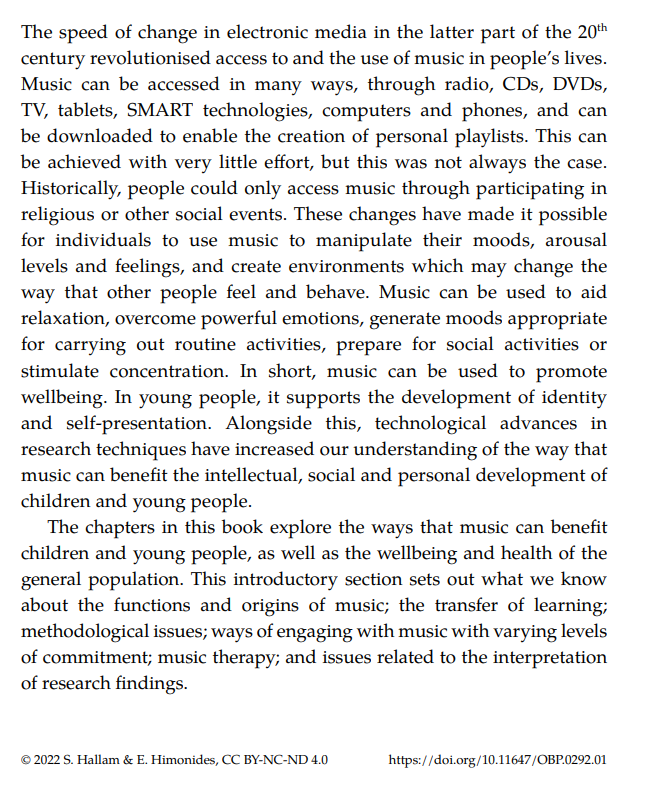 The speed of change in electronic media in the latter part of the 20th
century revolutionised access to and the use of music in people’s lives.
Music can be accessed in many ways, through radio, CDs, DVDs,
TV, tablets, SMART technologies, computers and phones, and can
be downloaded to enable the creation of personal playlists. This can
be achieved with very little effort, but this was not always the case.
Historically, people could only access music through participating in
religious or other social events. These changes have made it possible
for individuals to use music to manipulate their moods, arousal
levels and feelings, and create environments which may change the
way that other people feel and behave. Music can be used to aid
relaxation, overcome powerful emotions, generate moods appropriate
for carrying out routine activities, prepare for social activities or
stimulate concentration. In short, music can be used to promote
wellbeing. In young people, it supports the development of identity
and self-presentation. Alongside this, technological advances in
research techniques have increased our understanding of the way that
music can benefit the intellectual, social and personal development of
children and young people.
The chapters in this book explore the ways that music can benefit
children and young people, as well as the wellbeing and health of the
general population. This introductory section sets out what we know
about the functions and origins of music; the transfer of learning;
methodological issues; ways of engaging with music with varying levels
of commitment; music therapy; and issues related to the interpretation
of research findings.
© 2022 S. Hallam & E. Himonides, CC BY-NC-ND 4.0 https://doi.org/10.11647/OBP.0292.01